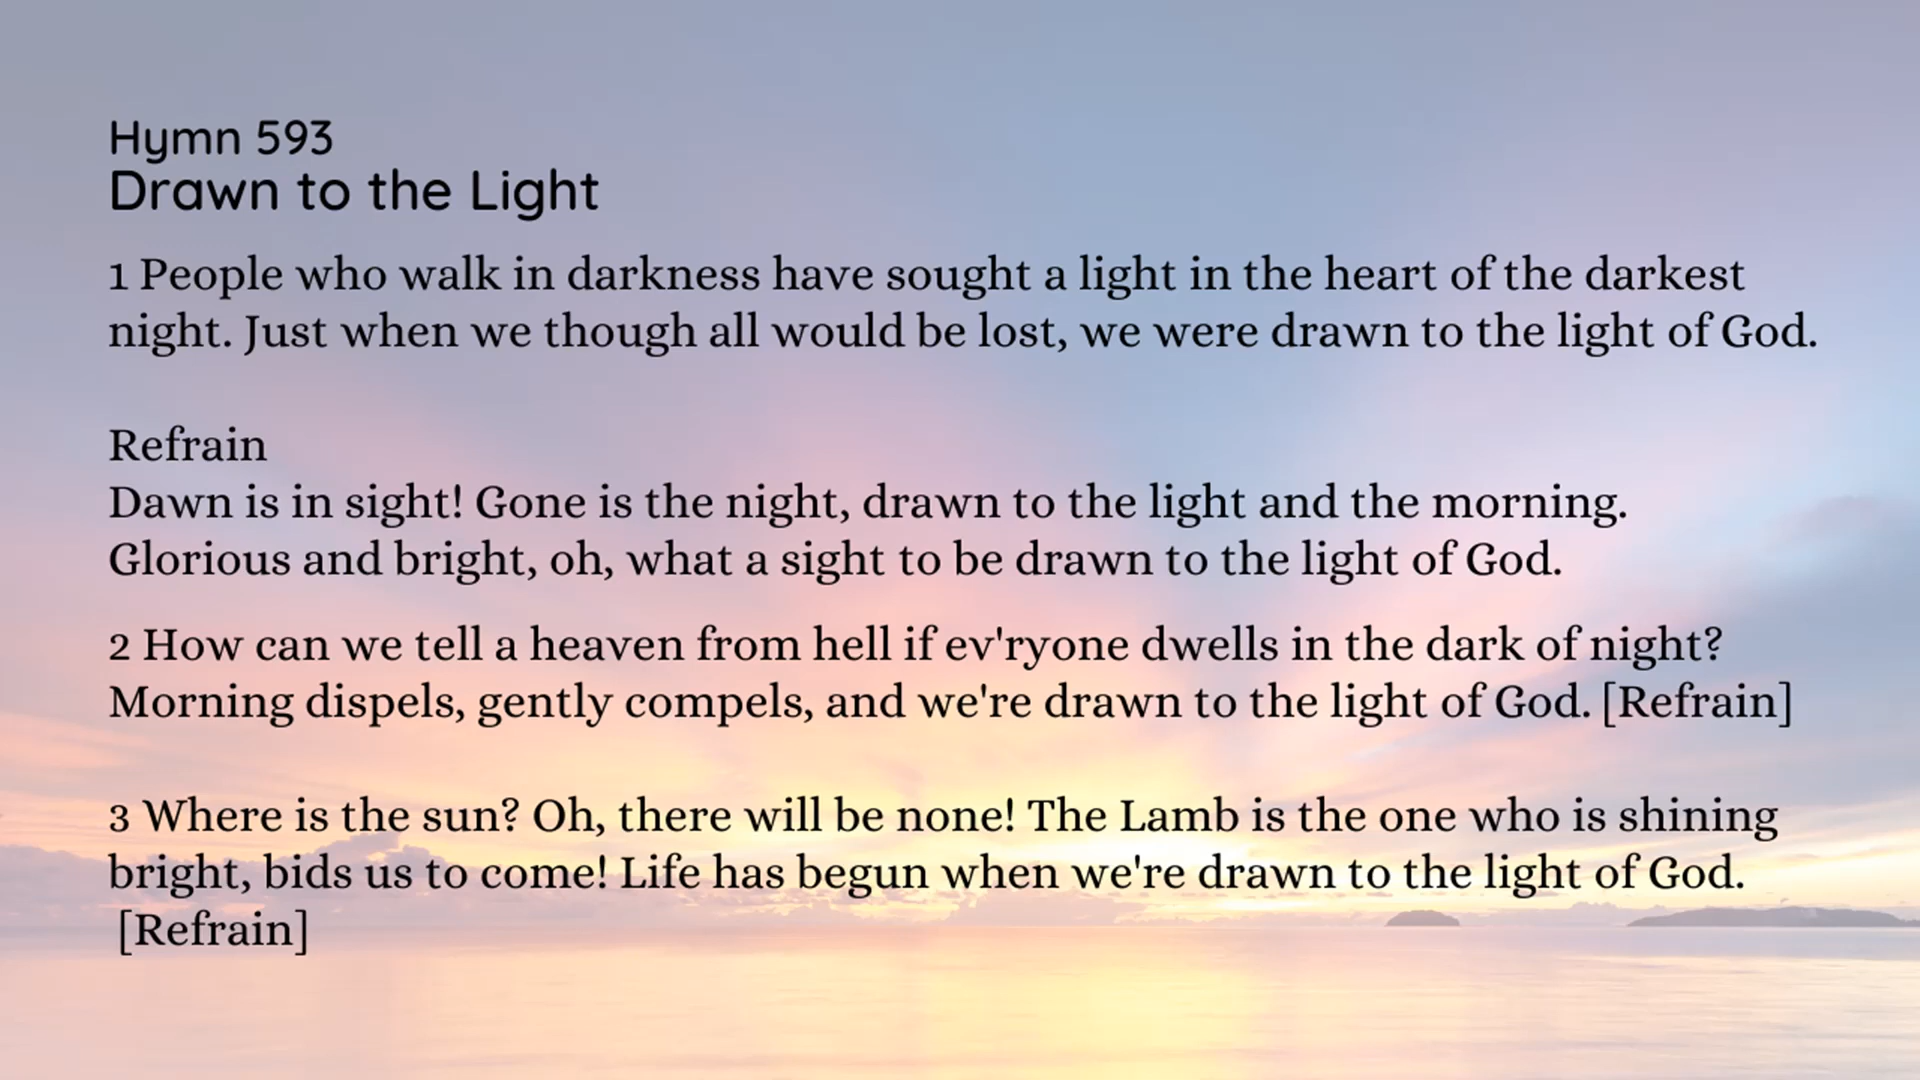 Hymn 593
Drawn to the Light
1 People who walk in darkness have sought a light in the heart of the darkest
night. Just when we though all would be lost, we were drawn to the light of God.
Refrain
Dawn is in sight! Gone is the night, drawn to the light and the morning.
Glorious and bright, oh, what a sight to be drawn to the light of God.
2 How can we tell a heaven from hell if ev'ryone dwells in the dark of night?
Morning dispels, gently compels, and we're drawn to the light of God. [Refrain]
3 Where is the sun? Oh, there will be none! The Lamb is the one who is shining
bright, bids us to come! Life has begun when we're drawn to the light of God.
[Refrain]